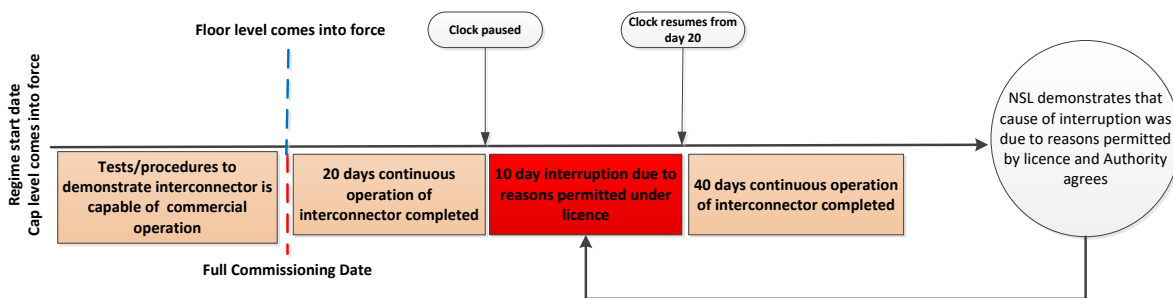 Regime start date
Cap level comes into force
Floor level comes into force
Clock paused
Clock resumes from
day 20
Tests/procedures to
demonstrate interconnector is
capable of commercial
operation
20 days continuous
operation of
interconnector completed
10 day interruption due to
reasons permitted under
licence
40 days continuous operation
of interconnector completed
NSL demonstrates that
cause of interruption was
due to reasons permitted
by licence and Authority
agrees
Full Commissioning Date